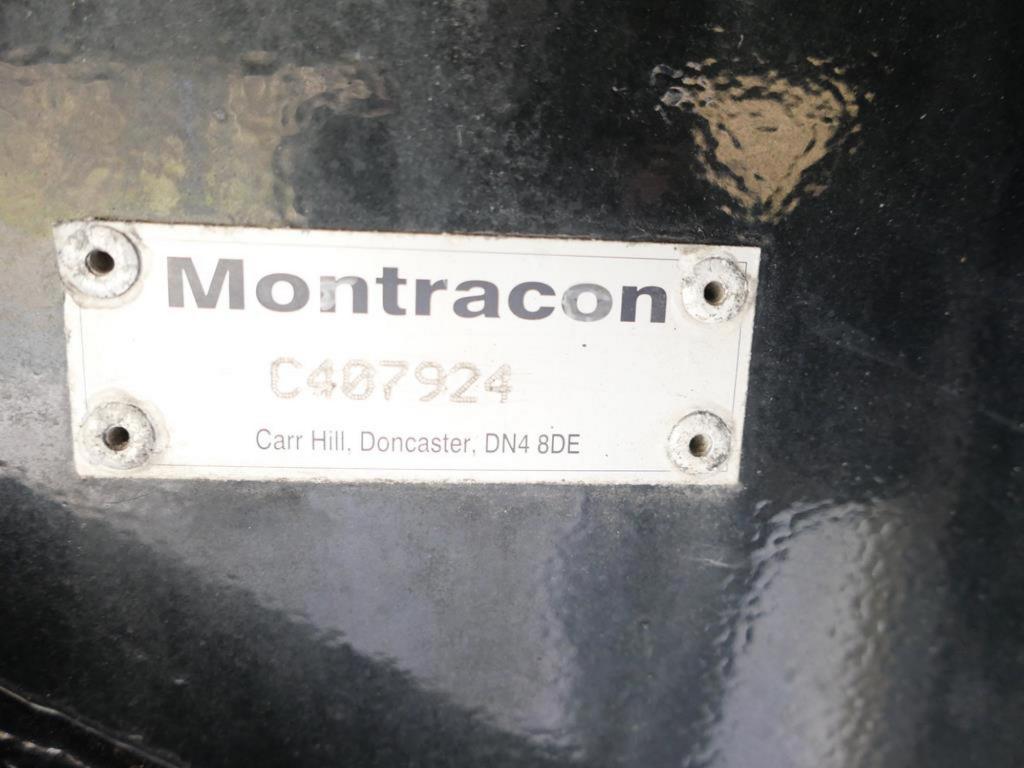 Montracon
C407924
Carr Hill, Doncaster, DN4 8DE